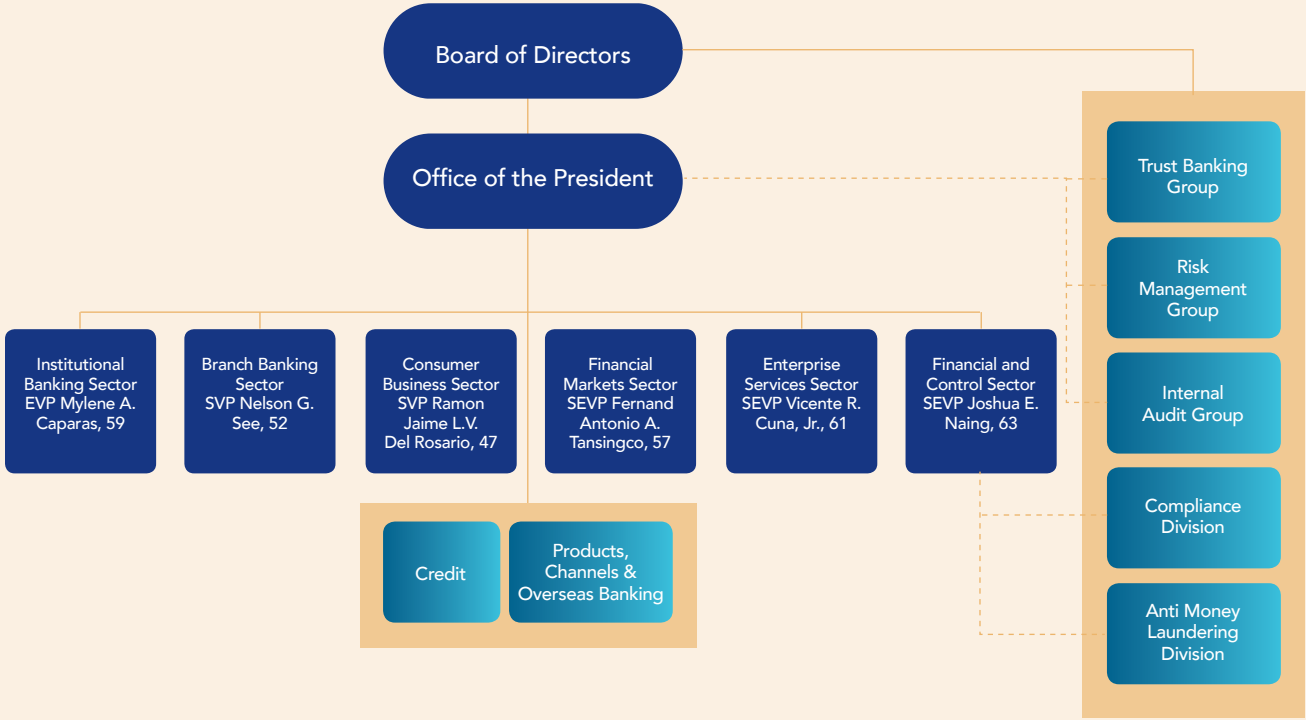 Board of Directors
Office of the President
Institutional
Banking Sector
EVP Mylene A.
Caparas, 59
Branch Banking
Sector
SVP Nelson G.
See, 52
Consumer
Business Sector
SVP Ramon
Jaime L.V.
Del Rosario, 47
Financial
Markets Sector
SEVP Fernand
Antonio A.
Tansingco, 57
Enterprise
Services Sector
SEVP Vicente R.
Cuna, Jr., 61
Financial and
Control Sector
SEVP Joshua E.
Naing, 63
Credit
Products,
Channels &
Overseas Banking
Trust Banking
Group
Risk
Management
Group
Internal
Audit Group
Compliance
Division
Anti Money
Laundering
Division